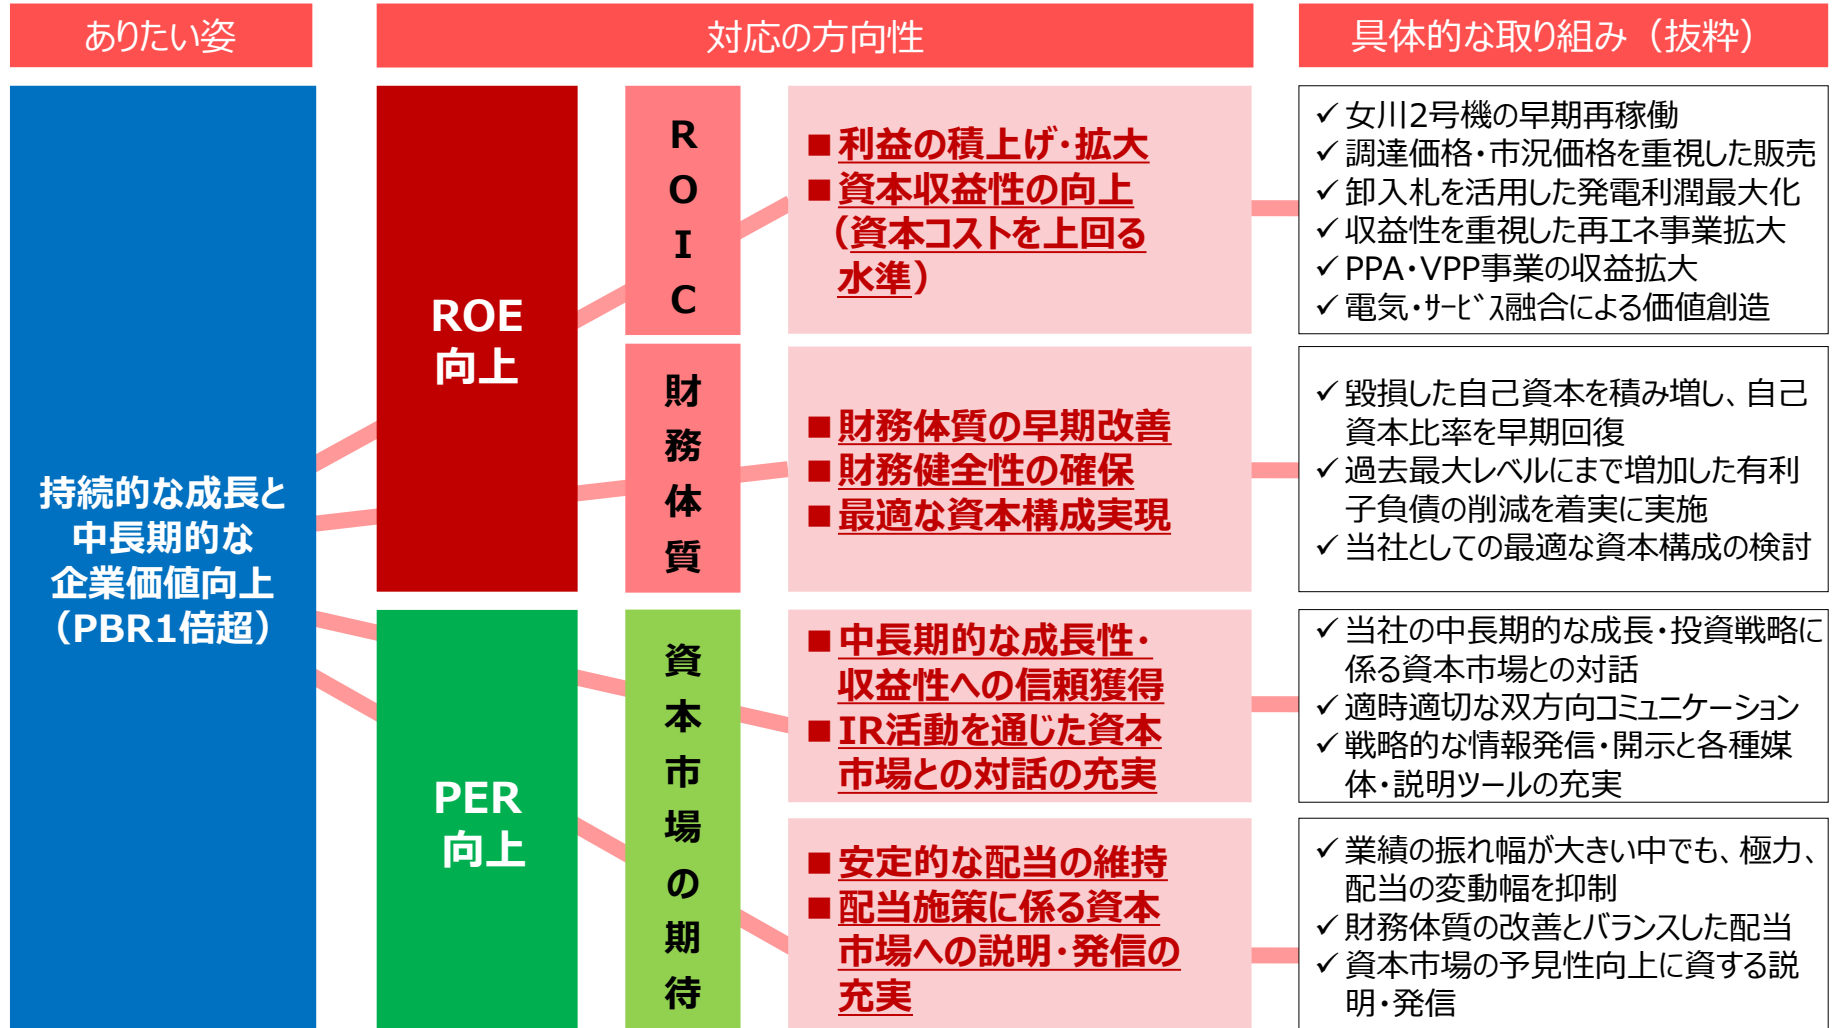 ありたい姿
対応の方向性
具体的な取り組み（抜粋）
持続的な成長と
中長期的な
企業価値向上
（PBR1倍超）
ROE
向上
ROIC
■利益の積上げ・拡大
■資本収益性の向上
（資本コストを上回る
水準）
✓女川2号機の早期再稼働
✓調達価格・市況価格を重視した販売
✓卸入札を活用した発電利潤最大化
✓収益性を重視した再エネ事業拡大
✓PPA・VPP事業の収益拡大
✓電気・ｻｰﾋﾞｽ融合による価値創造
財務体質
■財務体質の早期改善
■財務健全性の確保
■最適な資本構成実現
✓毀損した自己資本を積み増し、自己
資本比率を早期回復
✓過去最大レベルにまで増加した有利
子負債の削減を着実に実施
✓当社としての最適な資本構成の検討
PER
向上
資本市場の期待
■中長期的な成長性・
収益性への信頼獲得
■IR活動を通じた資本
市場との対話の充実
✓当社の中長期的な成長・投資戦略に
係る資本市場との対話
✓適時適切な双方向コミュニケーション
✓戦略的な情報発信・開示と各種媒
体・説明ツールの充実
■安定的な配当の維持
■配当施策に係る資本
市場への説明・発信の
充実
✓業績の振れ幅が大きい中でも、極力、
配当の変動幅を抑制
✓財務体質の改善とバランスした配当
✓資本市場の予見性向上に資する説
明・発信